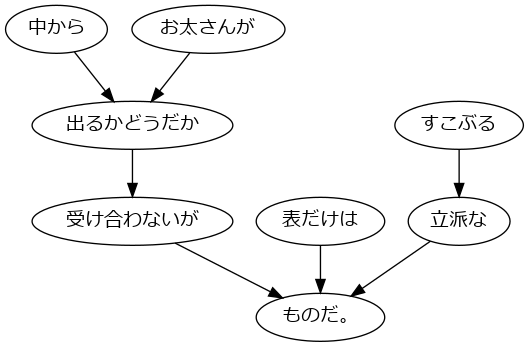 中から
お太さんが
出るかどうだか
すこぶる
受け合わないが
表だけは
立派な
ものだ。